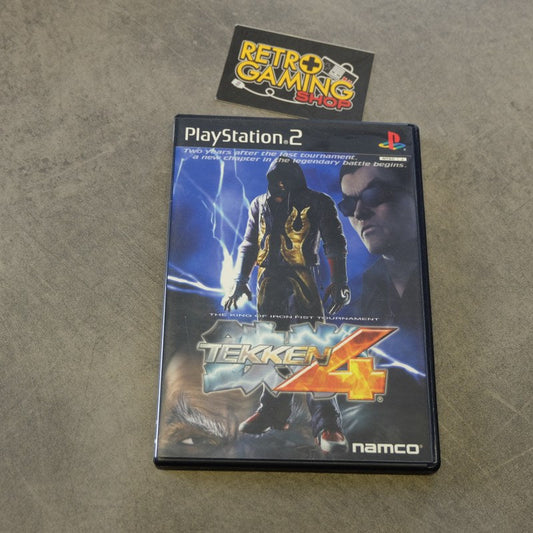 RETRO
GAMING
SHOP
PlayStation®2
Two years after the last tournament,
a new chapter in the legendary battle begins.
THE KING OF IRON FIST TOURNAMENT
TEKKEN 4®
namco®